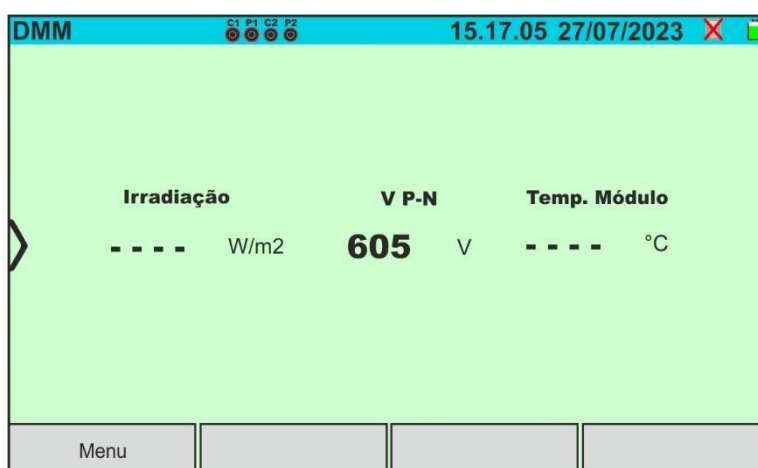 DMM C1 P1 C2 P2 15.17.05 27/07/2023
Irradiação V P-N Temp. Módulo
---- W/m2 605 V ---- °C
Menu